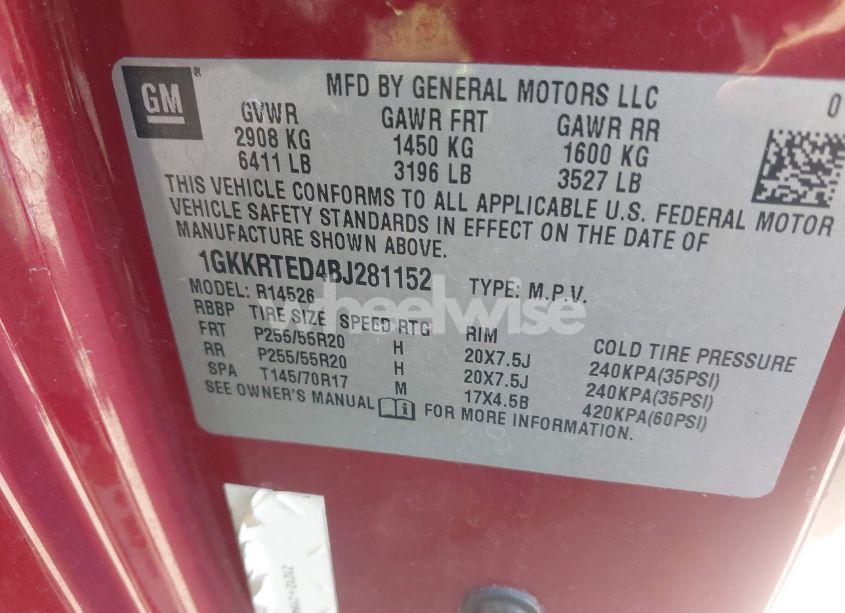 GM ®
MFD BY GENERAL MOTORS LLC 0
GVWR GAWR FRT GAWR RR
2908 KG 1450 KG 1600 KG
6411 LB 3196 LB 3527 LB
THIS VEHICLE CONFORMS TO ALL APPLICABLE U.S. FEDERAL MOTOR
VEHICLE SAFETY STANDARDS IN EFFECT ON THE DATE OF
MANUFACTURE SHOWN ABOVE.
1GKKRTED4BJ281152 TYPE: M.P.V.
MODEL: R14526
wheelwise
RBBP TIRE SIZE SPEED RTG RIM COLD TIRE PRESSURE
FRT P255/55R20 H 20X7.5J 240KPA(35PSI)
RR P255/55R20 H 20X7.5J 240KPA(35PSI)
SPA T145/70R17 M 17X4.5B 420KPA(60PSI)
SEE OWNER'S MANUAL FOR MORE INFORMATION.